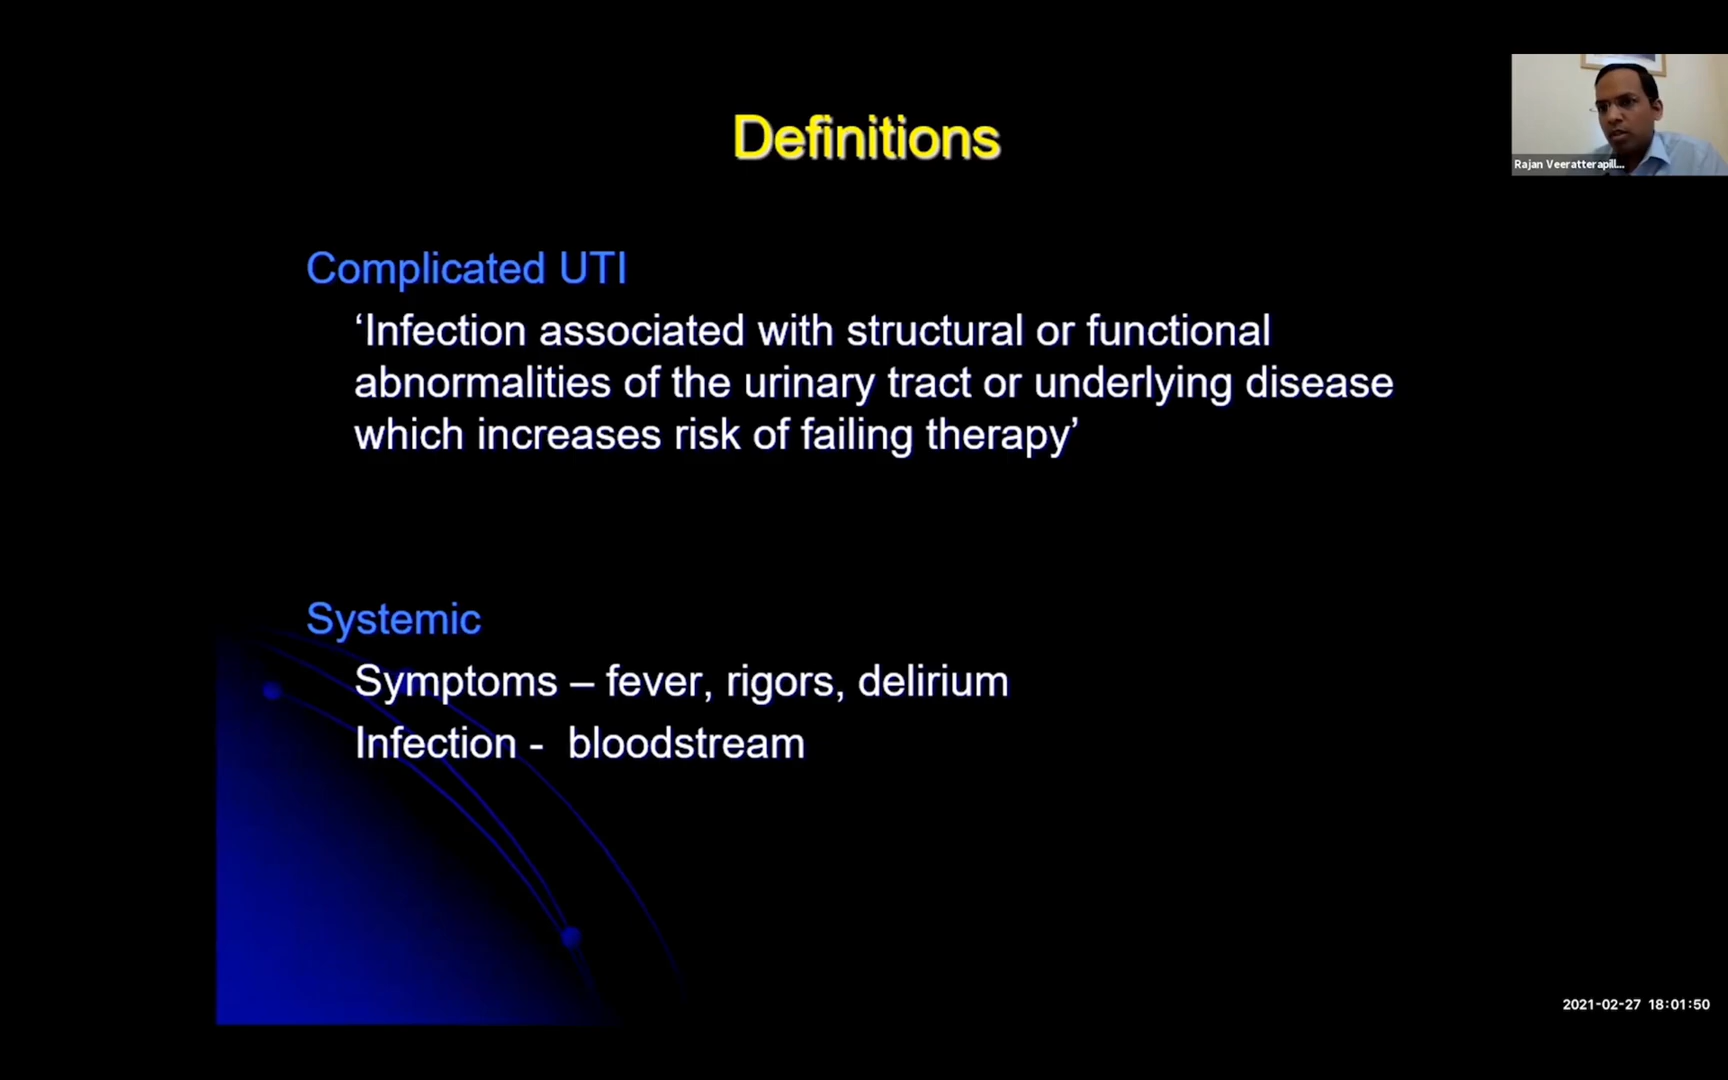 Definitions
Rajan Veeratterapill...
Complicated UTI
‘Infection associated with structural or functional
abnormalities of the urinary tract or underlying disease
which increases risk of failing therapy’
Systemic
Symptoms – fever, rigors, delirium
Infection -  bloodstream
2021-02-27 18:01:50